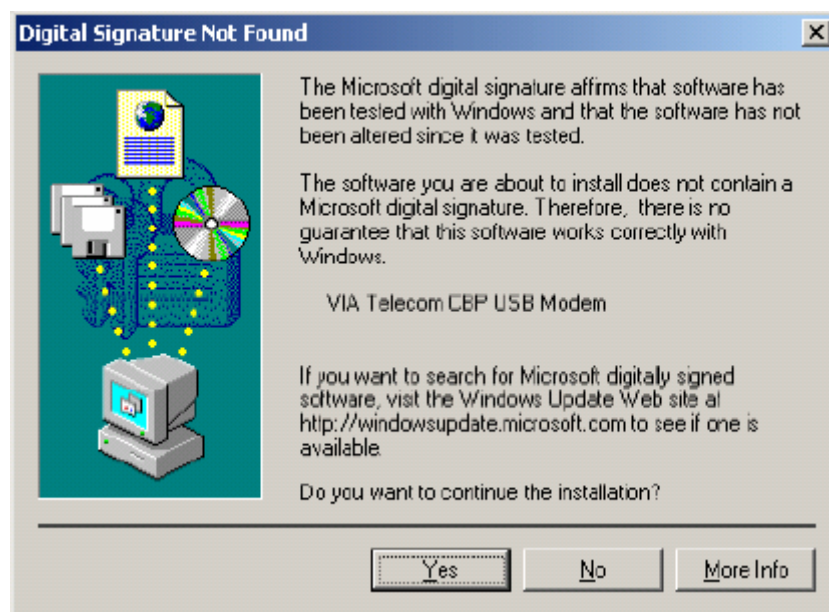 Digital Signature Not Found
The Microsoft digital signature affirms that software has
been tested with Windows and that the software has not
been altered since it was tested.
The software you are about to install does not contain a
Microsoft digital signature. Therefore, there is no
guarantee that this software works correctly with
Windows.
VIA Telecom CBP USB Modem
If you want to search for Microsoft digitally signed
software, visit the Windows Update Web site at
http://windowsupdate.microsoft.com to see if one is
available.
Do you want to continue the installation?
Yes
No
More Info